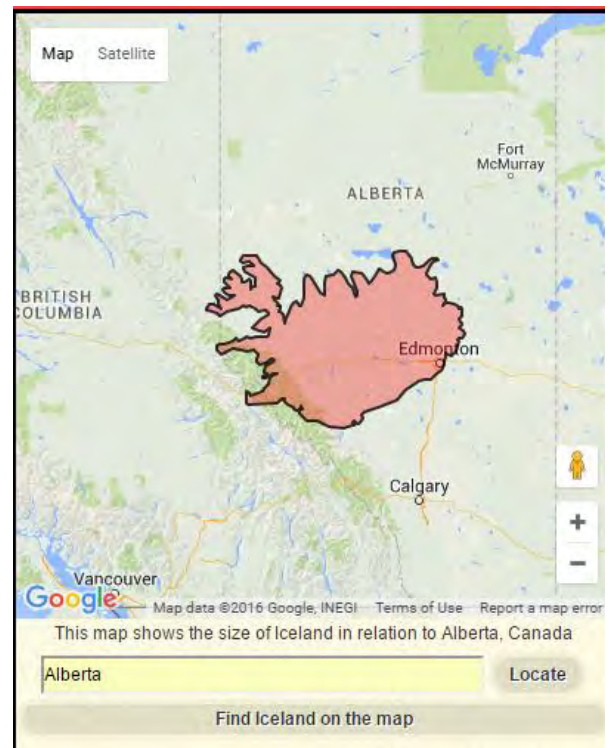 Map Satellite
Fort
McMurray
ALBERTA
BRITISH
COLUMBIA
Edmonton
Calgary
Vancouver
Google
Map data ©2016 Google, INEGI Terms of Use Report a map error
This map shows the size of Iceland in relation to Alberta, Canada
Alberta Locate
Find Iceland on the map